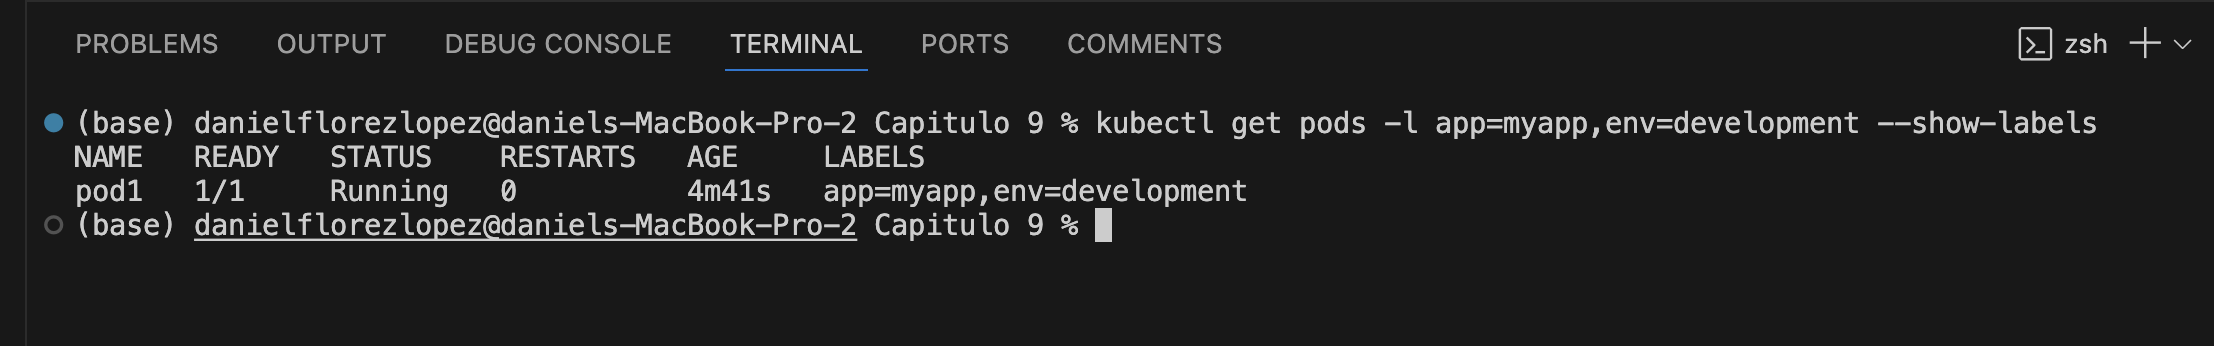 PROBLEMS OUTPUT DEBUG CONSOLE TERMINAL PORTS COMMENTS zsh
(base) danielflorezlopez@daniels-MacBook-Pro-2 Capitulo 9 % kubectl get pods -l app=myapp,env=development --show-labels
NAME READY STATUS RESTARTS AGE LABELS
pod1 1/1 Running 0 4m41s app=myapp,env=development
(base) danielflorezlopez@daniels-MacBook-Pro-2 Capitulo 9 %